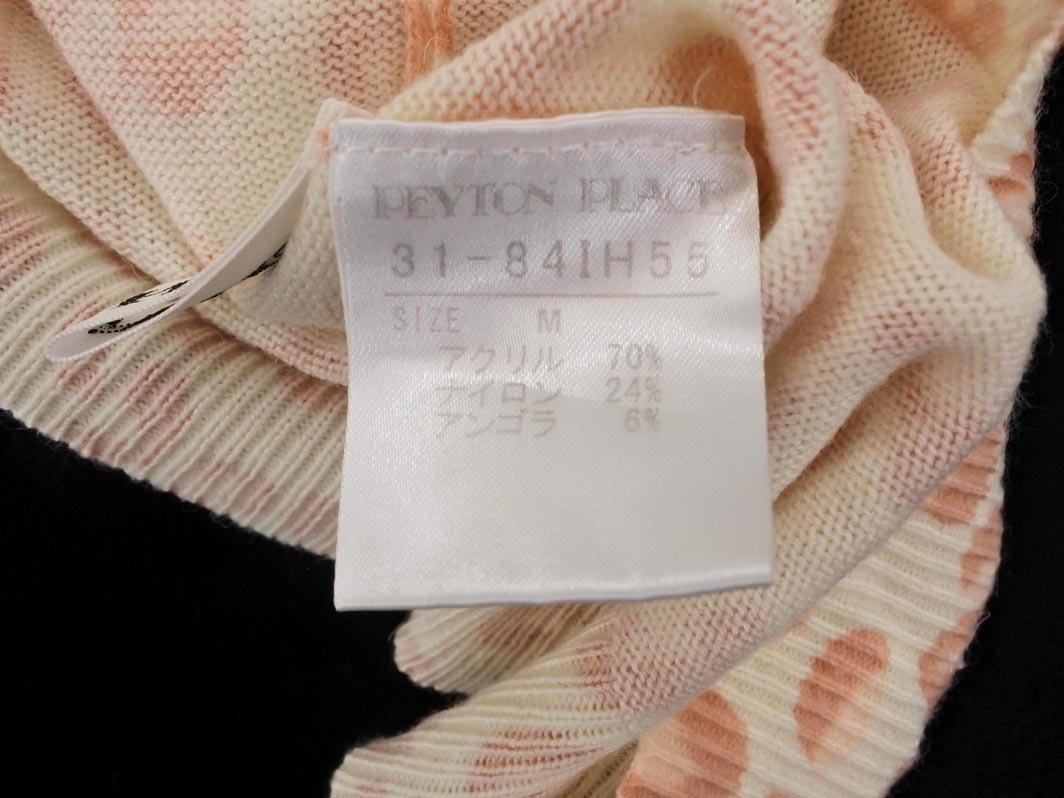 PEYTON PLACE
31-84IH55
SIZE M
アクリル 70%
ナイロン 24%
アンゴラ 6%